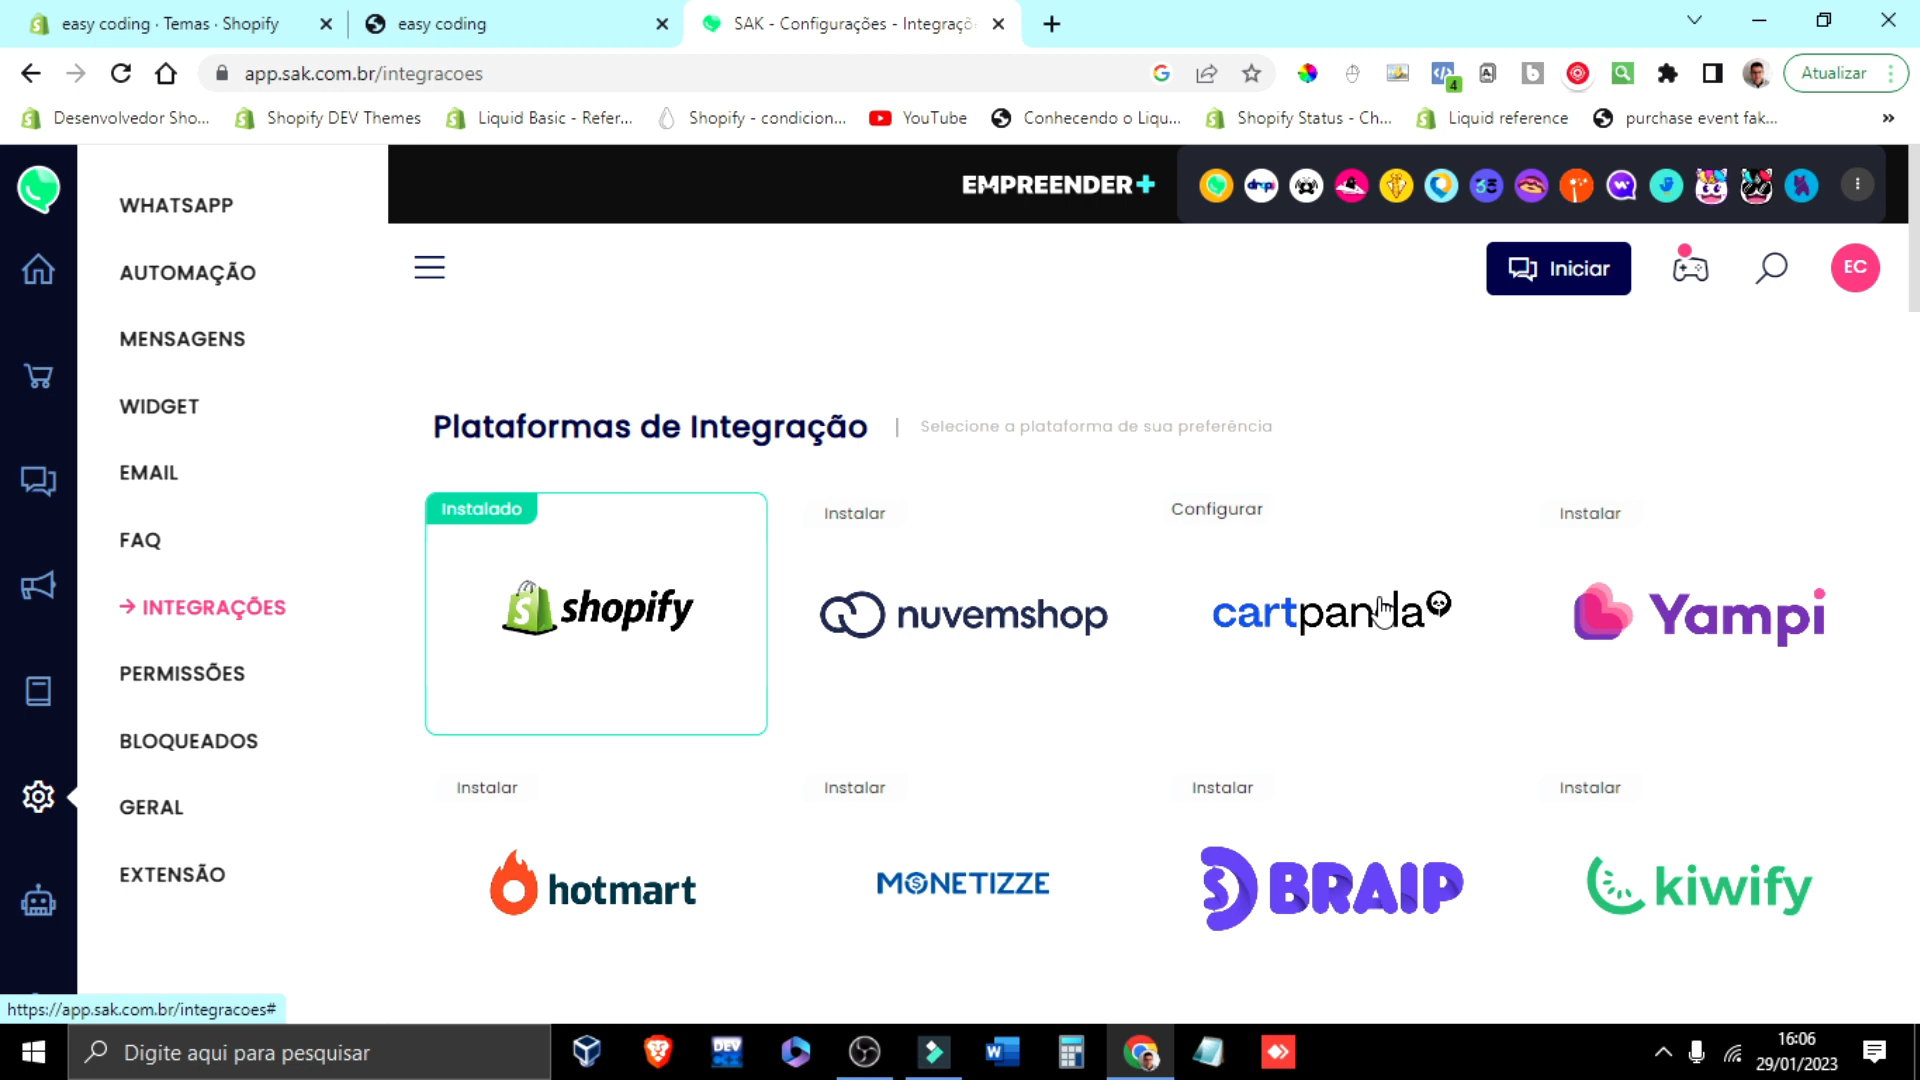 easy coding · Temas · Shopify
easy coding
SAK - Configurações - Integraçõ
app.sak.com.br/integracoes
4
Atualizar
Desenvolvedor Sho...
Shopify DEV Themes
Liquid Basic - Refer...
Shopify - condicion...
YouTube
Conhecendo o Liqu...
Shopify Status - Ch...
Liquid reference
purchase event fak...
»
EMPREENDER+
WHATSAPP
AUTOMAÇÃO
MENSAGENS
WIDGET
EMAIL
FAQ
→ INTEGRAÇÕES
PERMISSÕES
BLOQUEADOS
GERAL
EXTENSÃO
Iniciar
EC
Plataformas de Integração | Selecione a plataforma de sua preferência
Instalado
shopify
Instalar
nuvemshop
Configurar
cartpanda
Instalar
Yampi
Instalar
hotmart
Instalar
MONETIZZE
Instalar
BRAIP
Instalar
kiwify
https://app.sak.com.br/integracoes#
Digite aqui para pesquisar
DEV
C++
W
16:06
29/01/2023